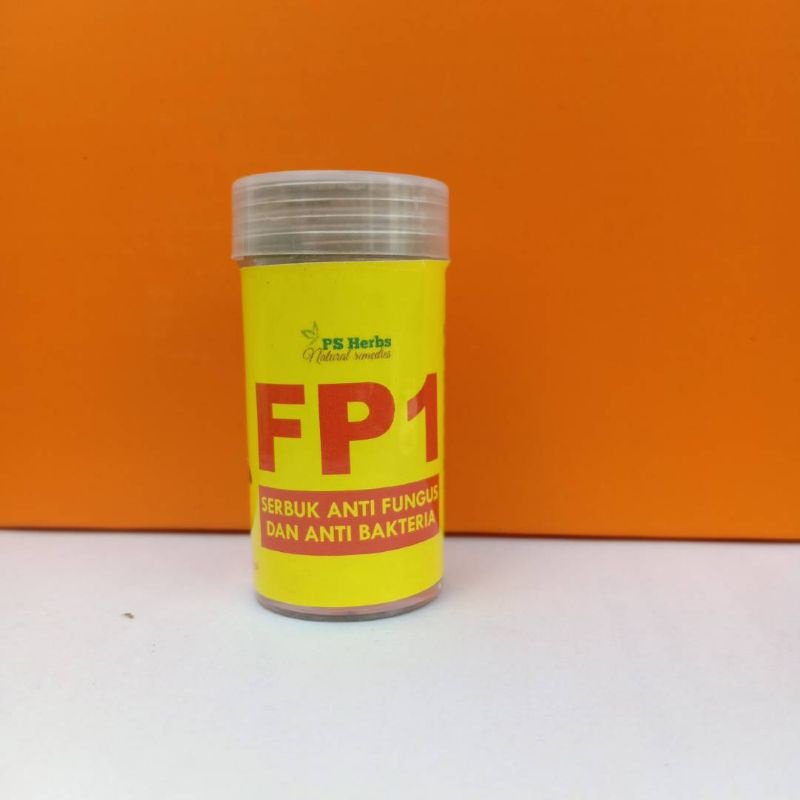 PS Herbs
Natural remedies
FP1
SERBUK ANTI FUNGUS
DAN ANTI BAKTERIA